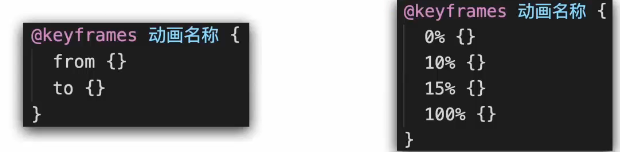 @keyframes 动画名称 {
  from {}
  to {}
}
@keyframes 动画名称 {
  0% {}
  10% {}
  15% {}
  100% {}
}